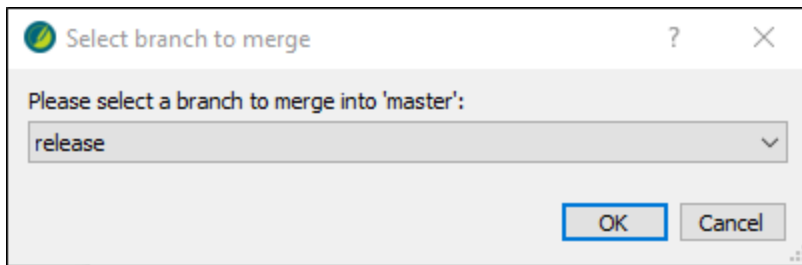 Select branch to merge
?
Please select a branch to merge into 'master':
release
OK Cancel